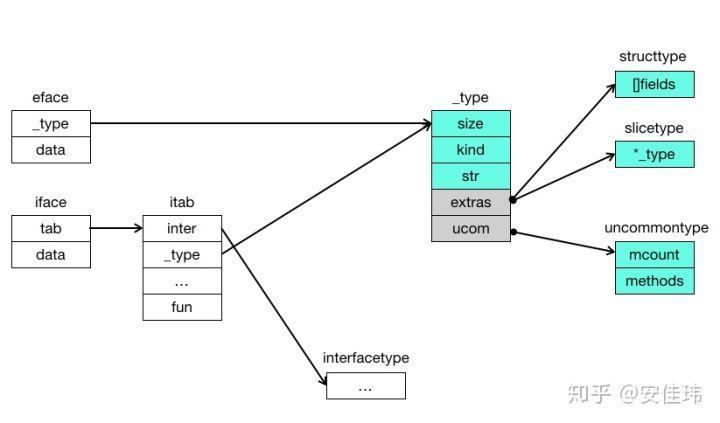 structtype
[]fields
eface
_type
data
_type
size
kind
str
extras
ucom
slicetype
*_type
iface
tab
data
itab
inter
_type
...
fun
uncommontype
mcount
methods
interfacetype
...
知乎 @安佳玮